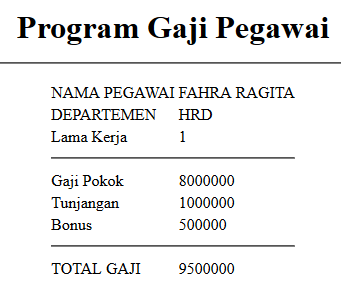 Program Gaji Pegawai
NAMA PEGAWAI FAHRA RAGITA
DEPARTEMEN HRD
Lama Kerja 1
Gaji Pokok 8000000
Tunjangan 1000000
Bonus 500000
TOTAL GAJI 9500000